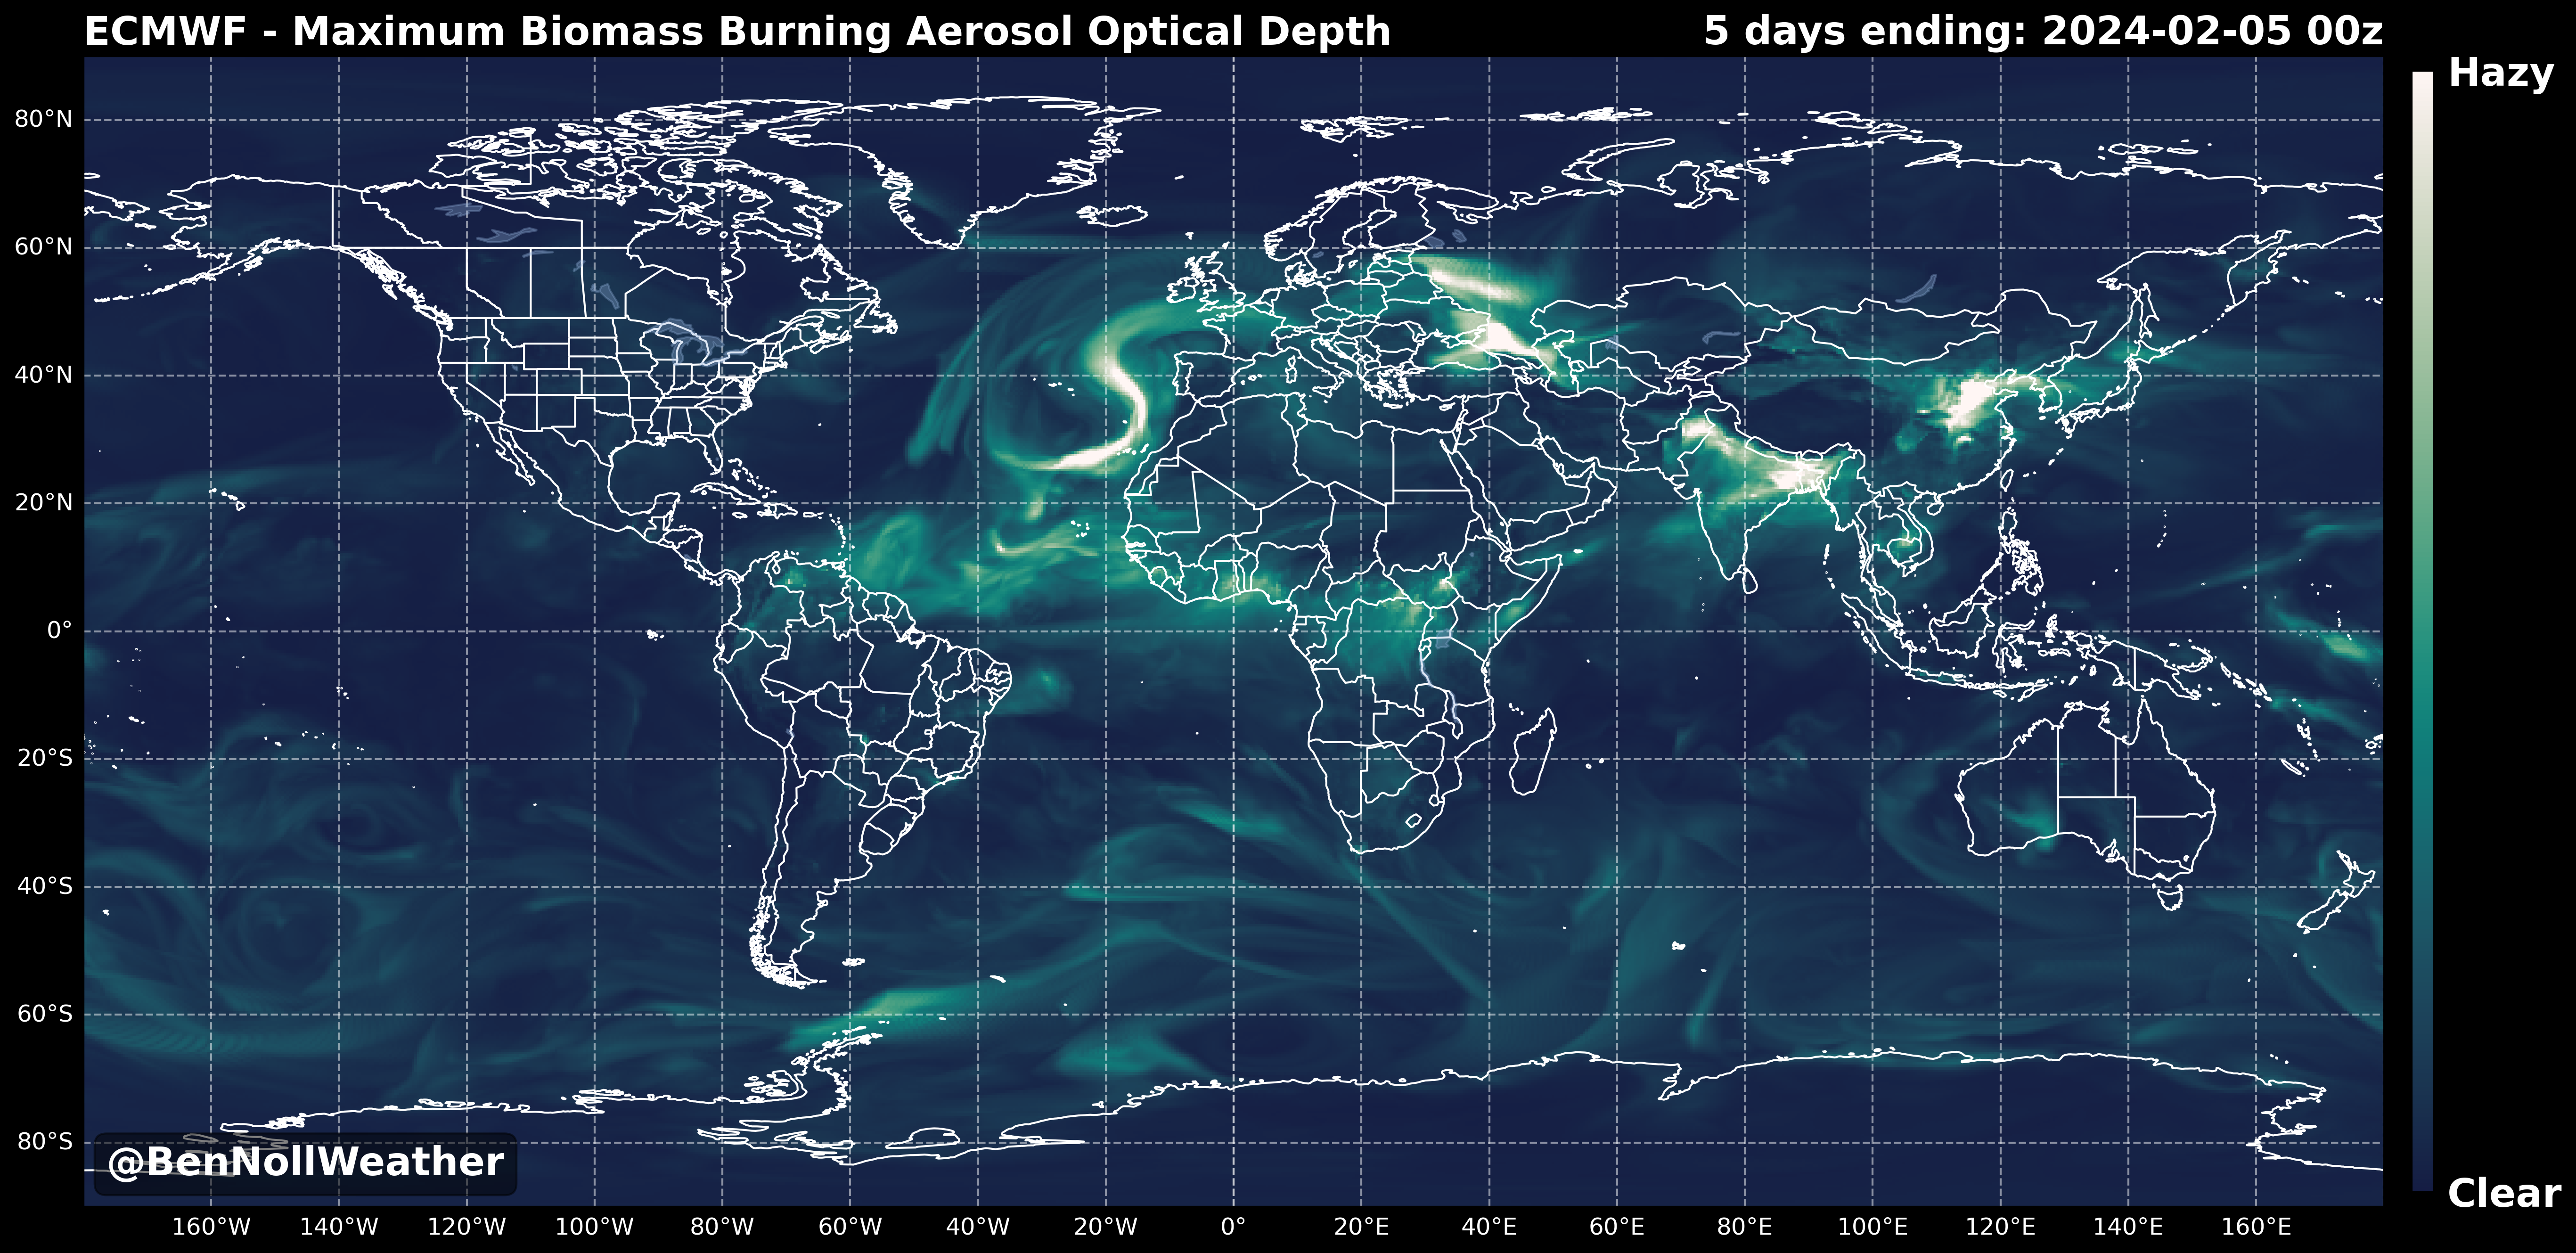 ECMWF - Maximum Biomass Burning Aerosol Optical Depth
5 days ending: 2024-02-05 00z
Hazy
80°N
60°N
40°N
20°N
0°
20°S
40°S
60°S
80°S
@BenNollWeather
Clear
160°W 140°W 120°W 100°W 80°W 60°W 40°W 20°W 0° 20°E 40°E 60°E 80°E 100°E 120°E 140°E 160°E